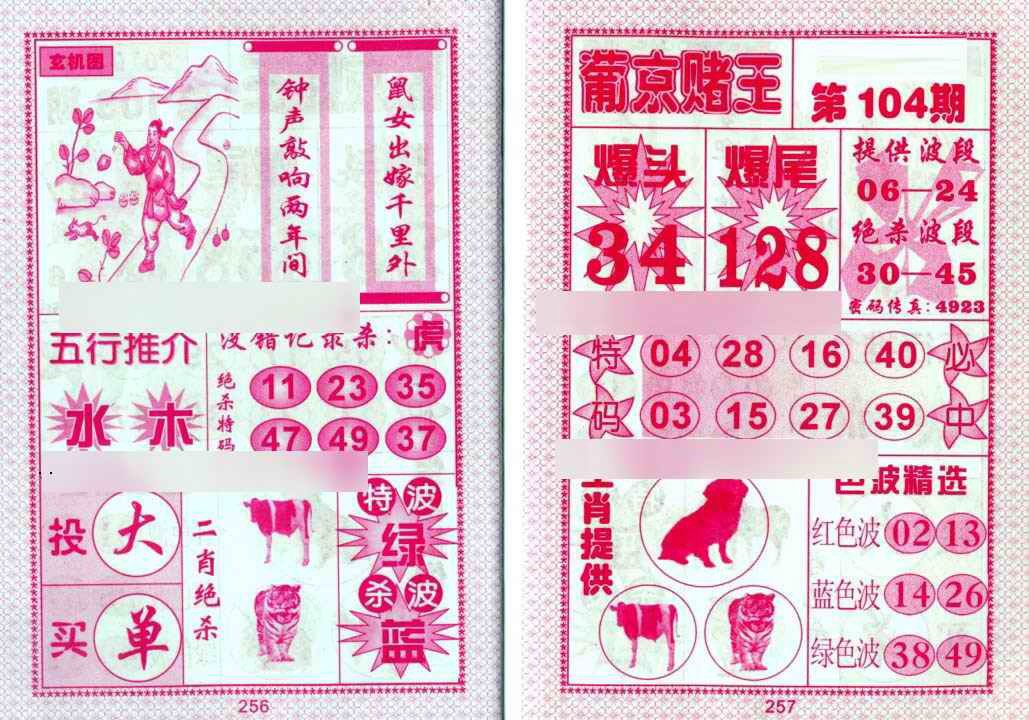 玄机图
钟声敲响两年间
鼠女出嫁千里外
五行推介
水 木
没错记录杀：虎
绝杀特码
11 23 35
47 49 37
投 大
买 单
二肖绝杀
特波
绿
杀波
蓝
256
葡京赌王
第104期
爆头
34
爆尾
128
提供波段
06—24
绝杀波段
30—45
密码传真：4923
特码
04 28 16 40
03 15 27 39
必中
肖提供
色波精选
红色波 02 13
蓝色波 14 26
绿色波 38 49
257